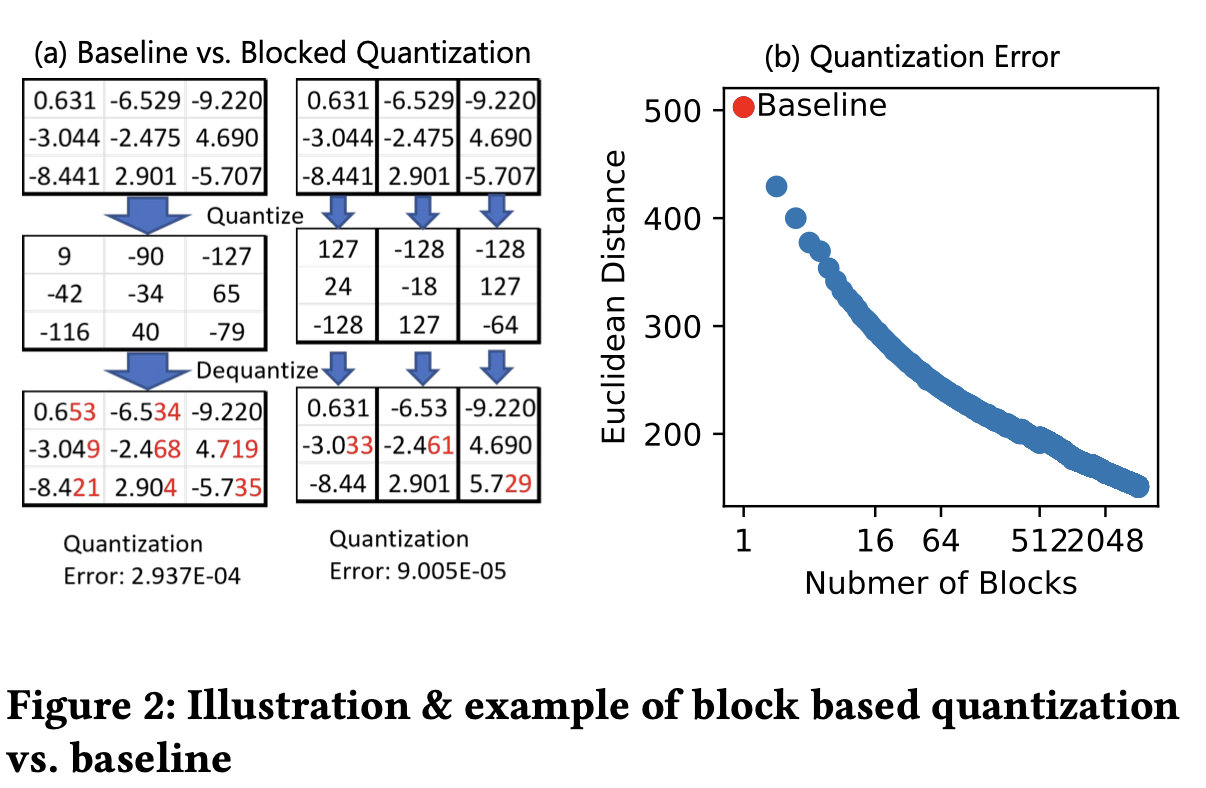 (a) Baseline vs. Blocked Quantization
0.631 -6.529 -9.220
-3.044 -2.475 4.690
-8.441 2.901 -5.707
0.631 -6.529 -9.220
-3.044 -2.475 4.690
-8.441 2.901 -5.707
Quantize
9 -90 -127
-42 -34 65
-116 40 -79
127 -128 -128
24 -18 127
-128 127 -64
Dequantize
0.653 -6.534 -9.220
-3.049 -2.468 4.719
-8.421 2.904 -5.735
0.631 -6.53 -9.220
-3.033 -2.461 4.690
-8.44 2.901 5.729
Quantization
Error: 2.937E-04
Quantization
Error: 9.005E-05
(b) Quantization Error
Baseline
Euclidean Distance
500
400
300
200
1 16 64 512 2048
Nubmer of Blocks
Figure 2: Illustration & example of block based quantization
vs. baseline